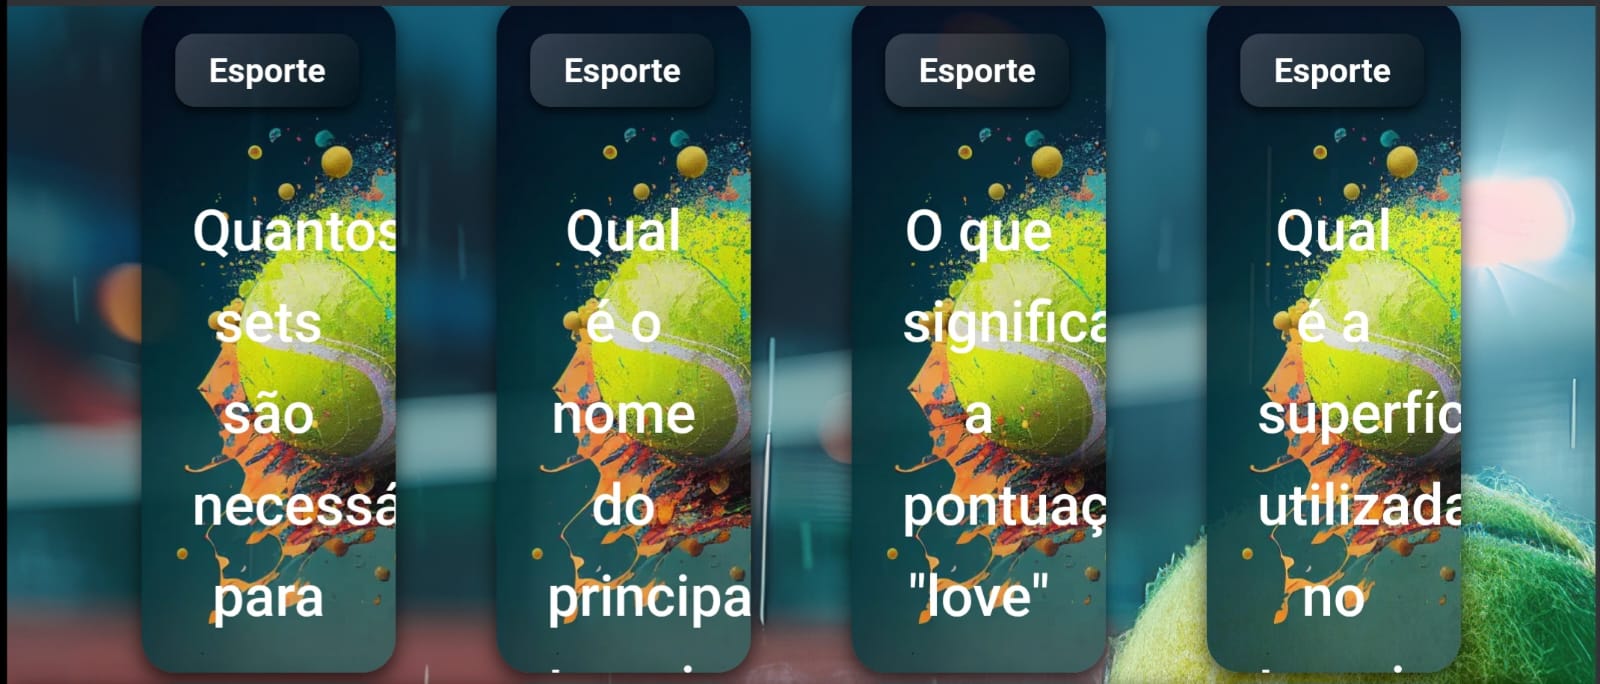 Esporte
Quantos
sets
são
necessá
para
Esporte
Qual
é o
nome
do
principa
Esporte
O que
significa
a
pontuaç
"love"
Esporte
Qual
é a
superfíc
utilizada
no